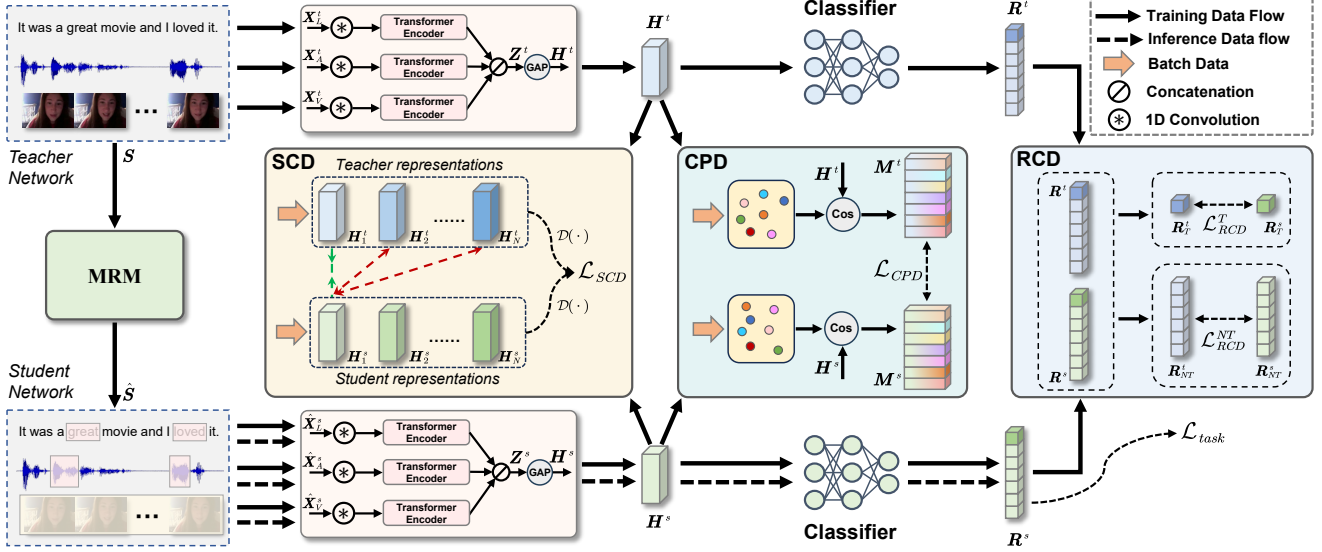 It was a great movie and I loved it.
Teacher
Network
S
MRM
Student
Network
Ŝ
It was a great movie and I loved it.
X_L^t
X_A^t
X_V^t
Transformer
Encoder
Transformer
Encoder
Transformer
Encoder
Z^t
GAP
H^t
H^t
Classifier
R^t
Training Data Flow
Inference Data flow
Batch Data
Concatenation
1D Convolution
SCD
Teacher representations
......
H_1^t
H_2^t
H_N^t
D(·)
L_SCD
D(·)
......
H_1^s
H_2^s
H_N^s
Student representations
CPD
H^t
Cos
M^t
L_CPD
Cos
H^s
M^s
RCD
R^t
R_T^t
L_RCD^T
R_T^s
R^s
L_RCD^NT
R_NT^t
R_NT^s
X̂_L^s
X̂_A^s
X̂_V^s
Transformer
Encoder
Transformer
Encoder
Transformer
Encoder
Z^s
GAP
H^s
H^s
Classifier
R^s
L_task